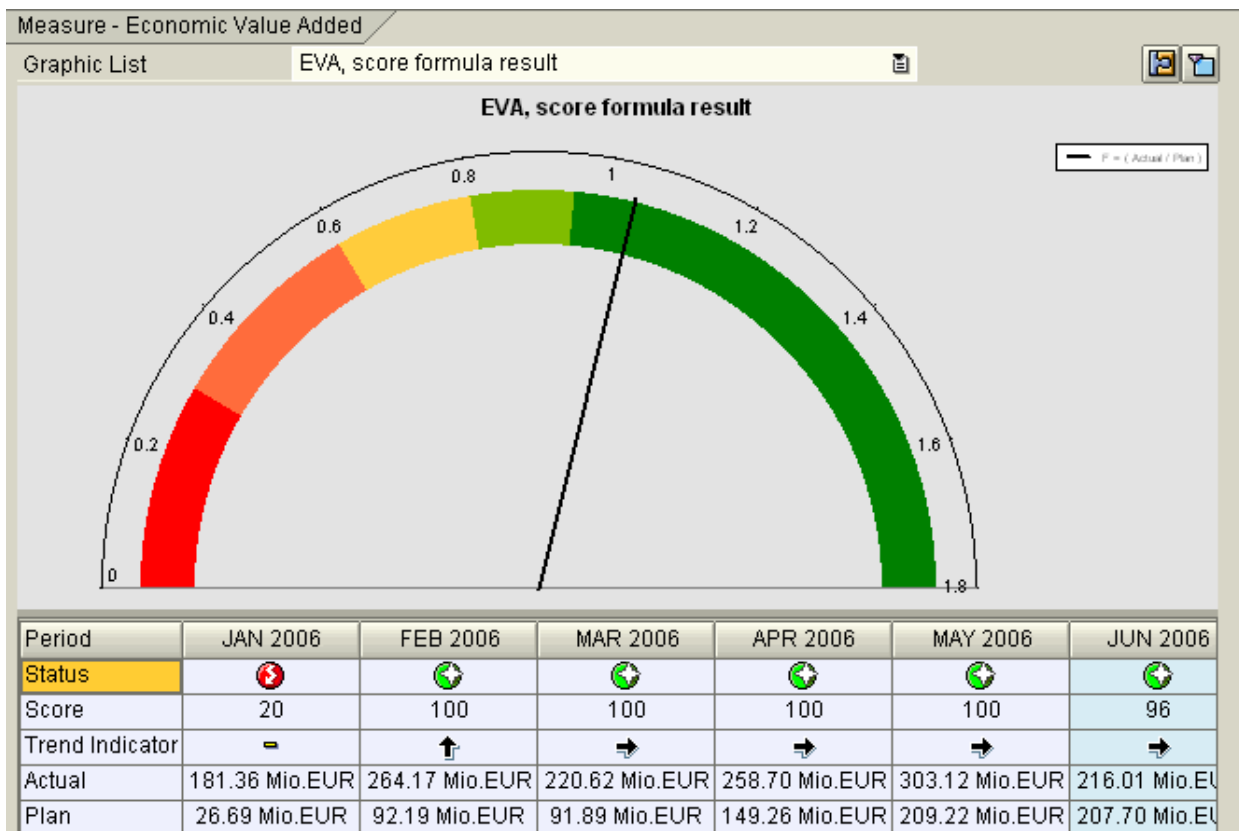 Measure - Economic Value Added
Graphic List EVA, score formula result
EVA, score formula result
F = ( Actual / Plan )
0
0.2
0.4
0.6
0.8
1
1.2
1.4
1.6
1.8
Period JAN 2006 FEB 2006 MAR 2006 APR 2006 MAY 2006 JUN 2006
Status
Score 20 100 100 100 100 96
Trend Indicator
Actual 181.36 Mio.EUR 264.17 Mio.EUR 220.62 Mio.EUR 258.70 Mio.EUR 303.12 Mio.EUR 216.01 Mio.EU
Plan 26.69 Mio.EUR 92.19 Mio.EUR 91.89 Mio.EUR 149.26 Mio.EUR 209.22 Mio.EUR 207.70 Mio.EU